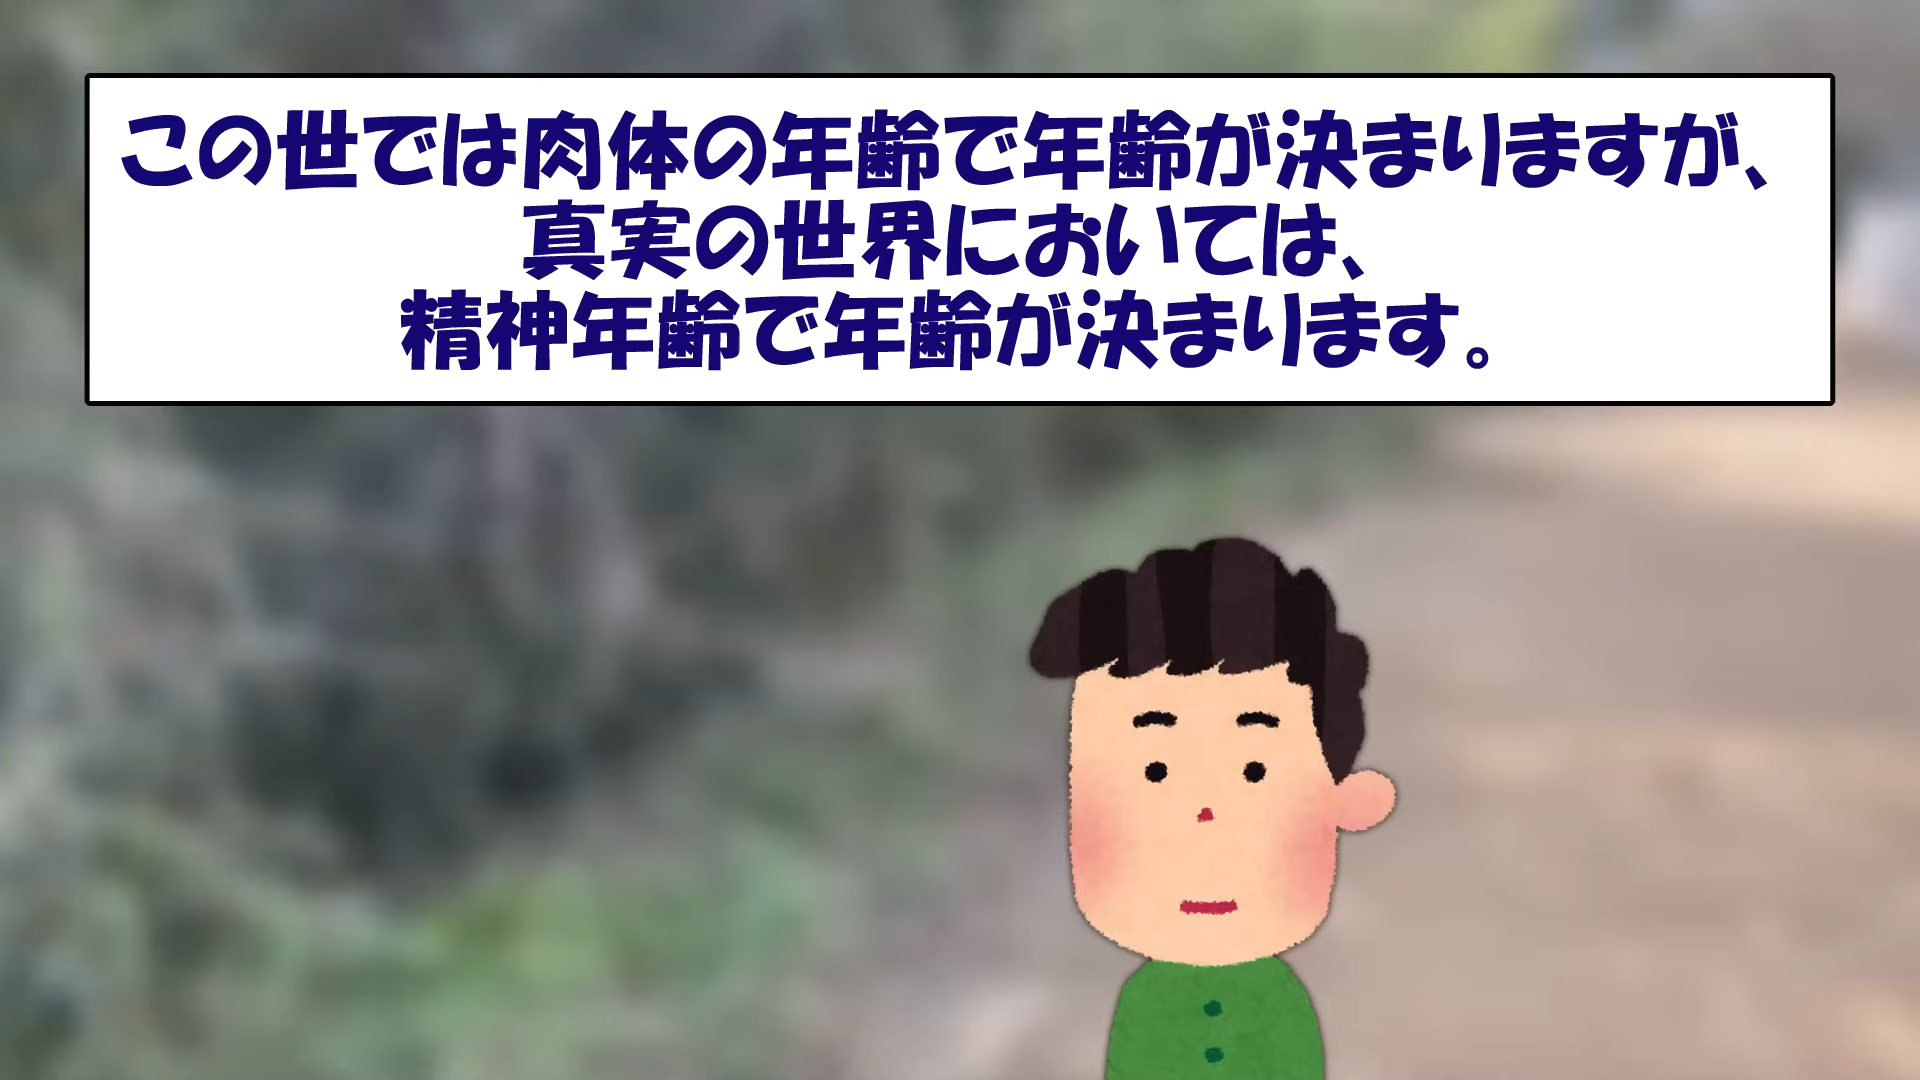 この世では肉体の年齢で年齢が決まりますが、
真実の世界においては、
精神年齢で年齢が決まります。